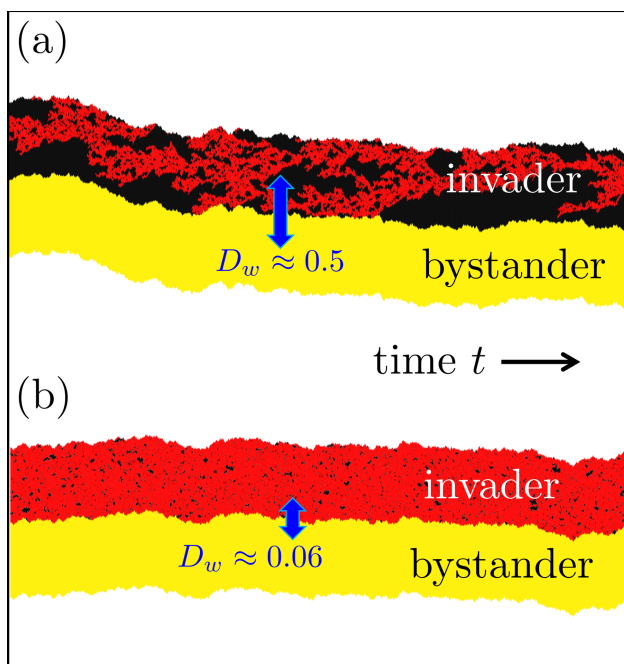 (a)
invader
D_w ≈ 0.5
bystander
time t
(b)
invader
D_w ≈ 0.06
bystander